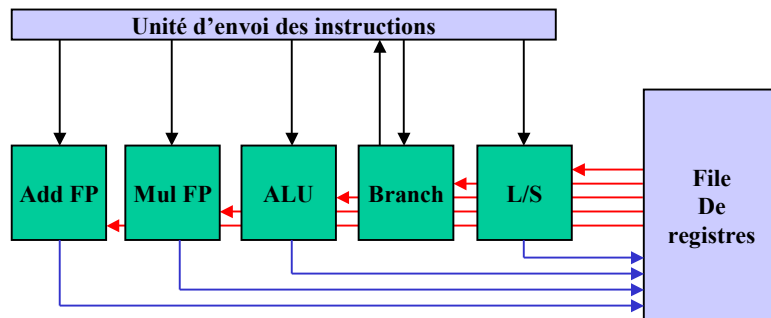 Unité d'envoi des instructions
Add FP
Mul FP
ALU
Branch
L/S
File
De
registres